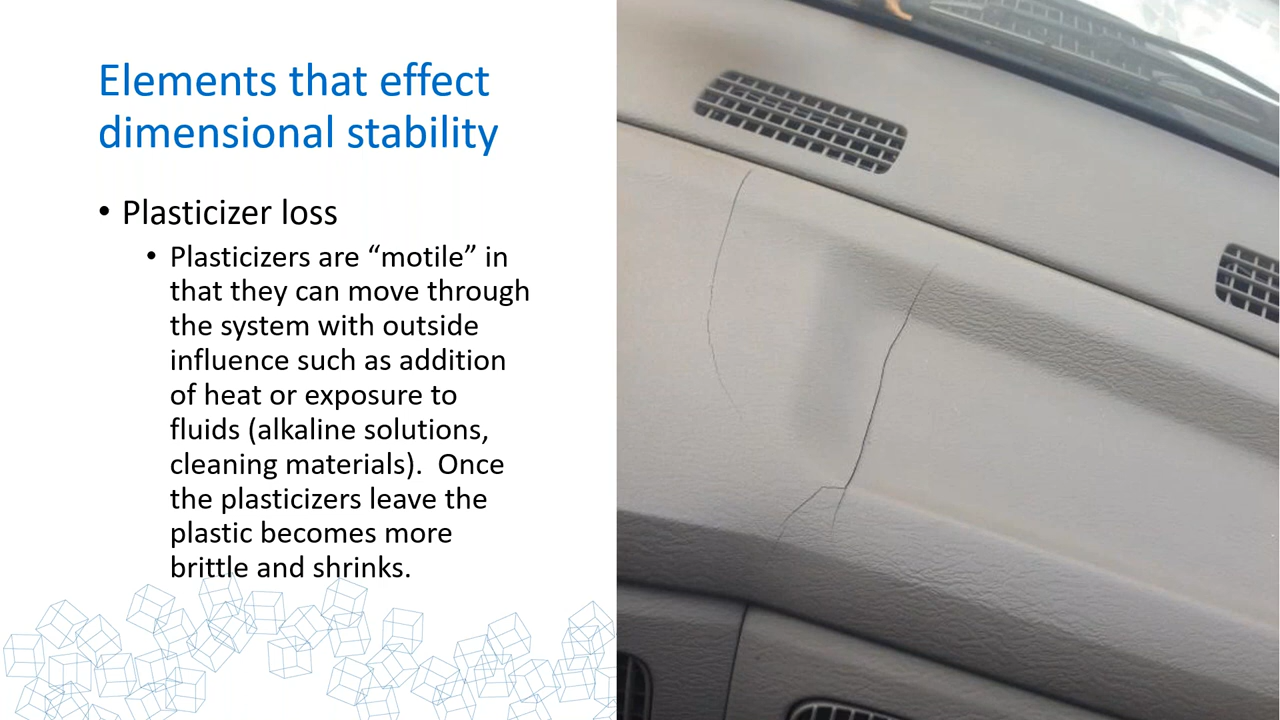 Elements that effect
dimensional stability
• Plasticizer loss
• Plasticizers are “motile” in
that they can move through
the system with outside
influence such as addition
of heat or exposure to
fluids (alkaline solutions,
cleaning materials).  Once
the plasticizers leave the
plastic becomes more
brittle and shrinks.